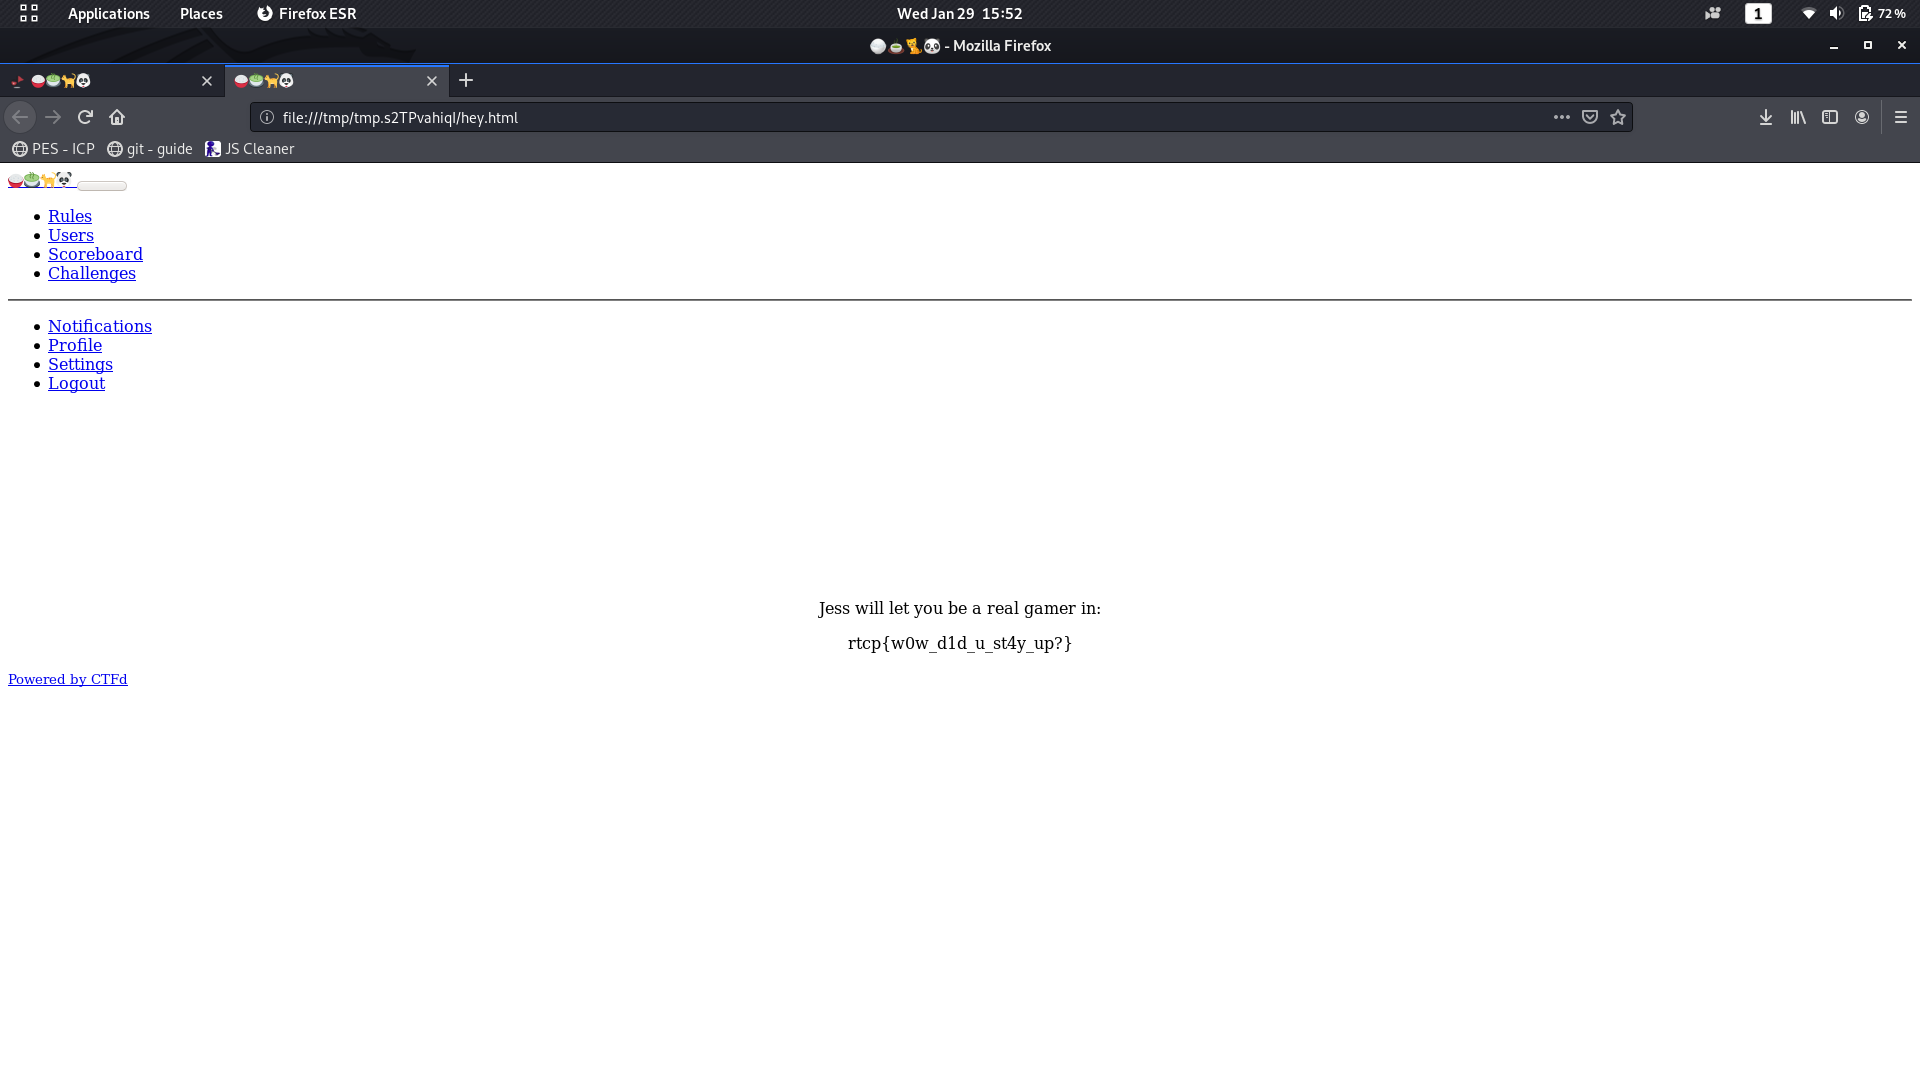 Applications Places Firefox ESR Wed Jan 29 15:52 1 72 %
🍚🍵🐈🐼 - Mozilla Firefox
🍚🍵🐈🐼 🍚🍵🐈🐼
file:///tmp/tmp.s2TPvahiqI/hey.html
PES - ICP git - guide JS Cleaner
🍚🍵🐈🐼
Rules
Users
Scoreboard
Challenges
Notifications
Profile
Settings
Logout
Jess will let you be a real gamer in:
rtcp{w0w_d1d_u_st4y_up?}
Powered by CTFd